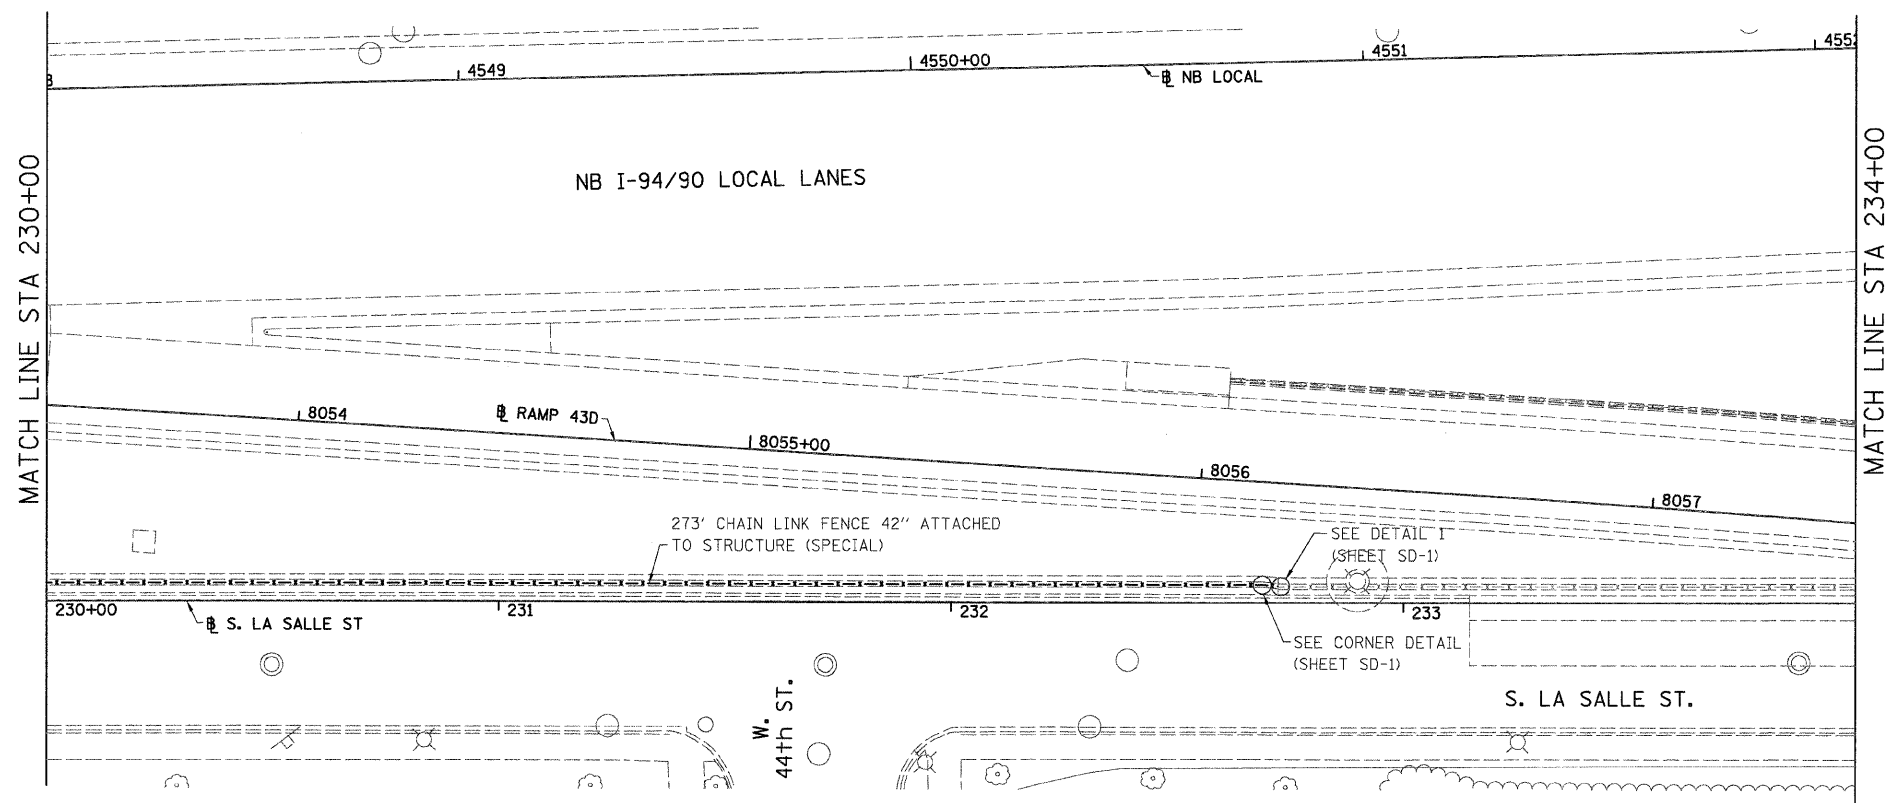 4549
4550+00
4551
℄ NB LOCAL
NB I-94/90 LOCAL LANES
MATCH LINE STA 230+00
MATCH LINE STA 234+00
8054
℄ RAMP 43D
8055+00
8056
8057
273' CHAIN LINK FENCE 42" ATTACHED
TO STRUCTURE (SPECIAL)
SEE DETAIL 1
(SHEET SD-1)
230+00
231
232
233
℄ S. LA SALLE ST
SEE CORNER DETAIL
(SHEET SD-1)
W.
44th ST.
S. LA SALLE ST.